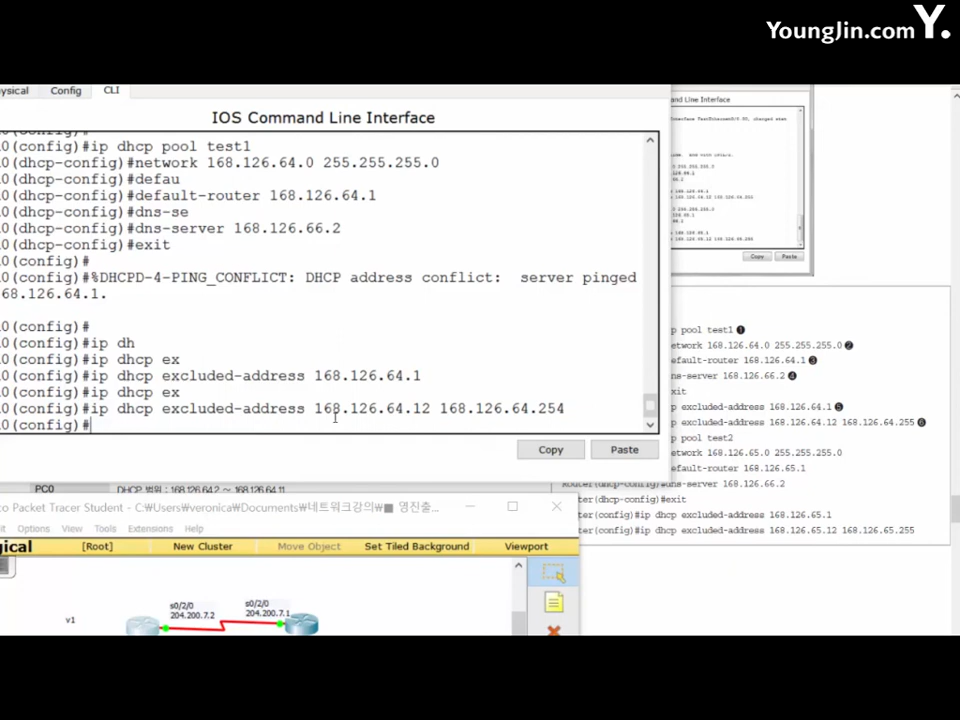 YoungJin.com Y.
ysical Config CLI
and Line Interface
IOS Command Line Interface
0(config)#ip dhcp pool test1
0(dhcp-config)#network 168.126.64.0 255.255.255.0
0(dhcp-config)#defau
0(dhcp-config)#default-router 168.126.64.1
0(dhcp-config)#dns-se
0(dhcp-config)#dns-server 168.126.66.2
0(dhcp-config)#exit
0(config)#
0(config)#%DHCPD-4-PING_CONFLICT: DHCP address conflict: server pinged
68.126.64.1.
0(config)#
0(config)#ip dh
0(config)#ip dhcp ex
0(config)#ip dhcp excluded-address 168.126.64.1
0(config)#ip dhcp ex
0(config)#ip dhcp excluded-address 168.126.64.12 168.126.64.254
0(config)#
Copy Paste
Copy Paste
p pool test1 ❶
etwork 168.126.64.0 255.255.255.0 ❷
efault-router 168.126.64.1 ❸
ns-server 168.126.66.2 ❹
xit
p excluded-address 168.126.64.1 ❺
p excluded-address 168.126.64.12 168.126.64.255 ❻
p pool test2
etwork 168.126.65.0 255.255.255.0
efault-router 168.126.65.1
Router(dhcp-config)#dns-server 168.126.66.2
ter(dhcp-config)#exit
ter(config)#ip dhcp excluded-address 168.126.65.1
ter(config)#ip dhcp excluded-address 168.126.65.12 168.126.65.255
PC0 DHCP 범위 : 168.126.64.2 ~ 168.126.64.11
o Packet Tracer Student - C:₩Users₩veronica₩Documents₩네트워크강의₩■ 영진출...
it Options View Tools Extensions Help
ogical [Root] New Cluster Move Object Set Tiled Background Viewport
s0/2/0
204.200.7.2
s0/2/0
204.200.7.1
v1